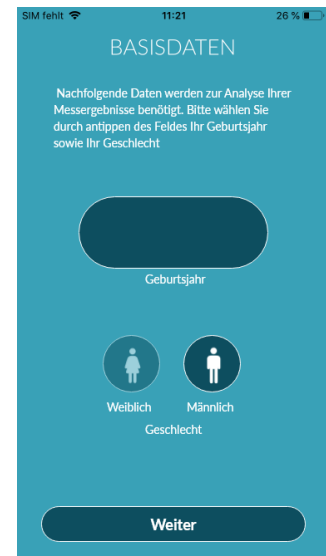 SIM fehlt 11:21 26 %
BASISDATEN
Nachfolgende Daten werden zur Analyse Ihrer
Messergebnisse benötigt. Bitte wählen Sie
durch antippen des Feldes Ihr Geburtsjahr
sowie Ihr Geschlecht
Geburtsjahr
Weiblich Männlich
Geschlecht
Weiter